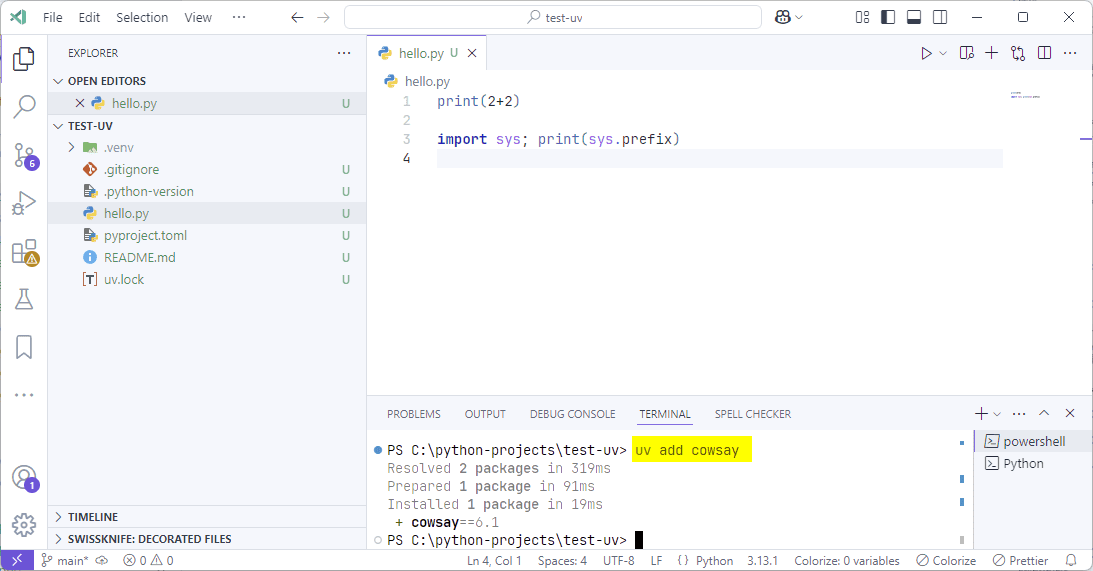 File Edit Selection View ··· test-uv
EXPLORER ···
OPEN EDITORS
hello.py U
TEST-UV
.venv
.gitignore U
.python-version U
hello.py U
pyproject.toml U
README.md U
[T] uv.lock U
TIMELINE
SWISSKNIFE: DECORATED FILES
6
1
hello.py U
hello.py
1 print(2+2)
2
3 import sys; print(sys.prefix)
4
PROBLEMS OUTPUT DEBUG CONSOLE TERMINAL SPELL CHECKER
PS C:\python-projects\test-uv> uv add cowsay
Resolved 2 packages in 319ms
Prepared 1 package in 91ms
Installed 1 package in 19ms
+ cowsay==6.1
PS C:\python-projects\test-uv>
powershell
Python
main* 0 0 Ln 4, Col 1 Spaces: 4 UTF-8 LF { } Python 3.13.1 Colorize: 0 variables Colorize Prettier